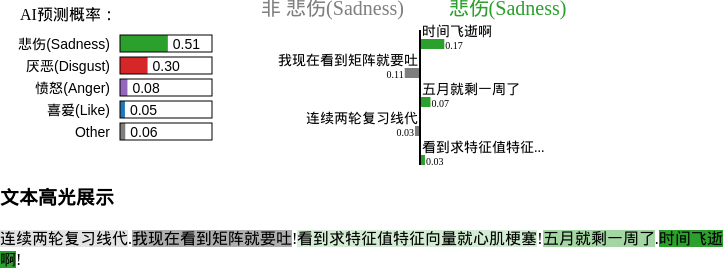 AI预测概率：
悲伤(Sadness) 0.51
厌恶(Disgust) 0.30
愤怒(Anger) 0.08
喜爱(Like) 0.05
Other 0.06
非 悲伤(Sadness) 悲伤(Sadness)
时间飞逝啊
0.17
我现在看到矩阵就要吐
0.11
五月就剩一周了
0.07
连续两轮复习线代
0.03
看到求特征值特征...
0.03
文本高光展示
连续两轮复习线代.我现在看到矩阵就要吐!看到求特征值特征向量就心肌梗塞!五月就剩一周了.时间飞逝
啊!